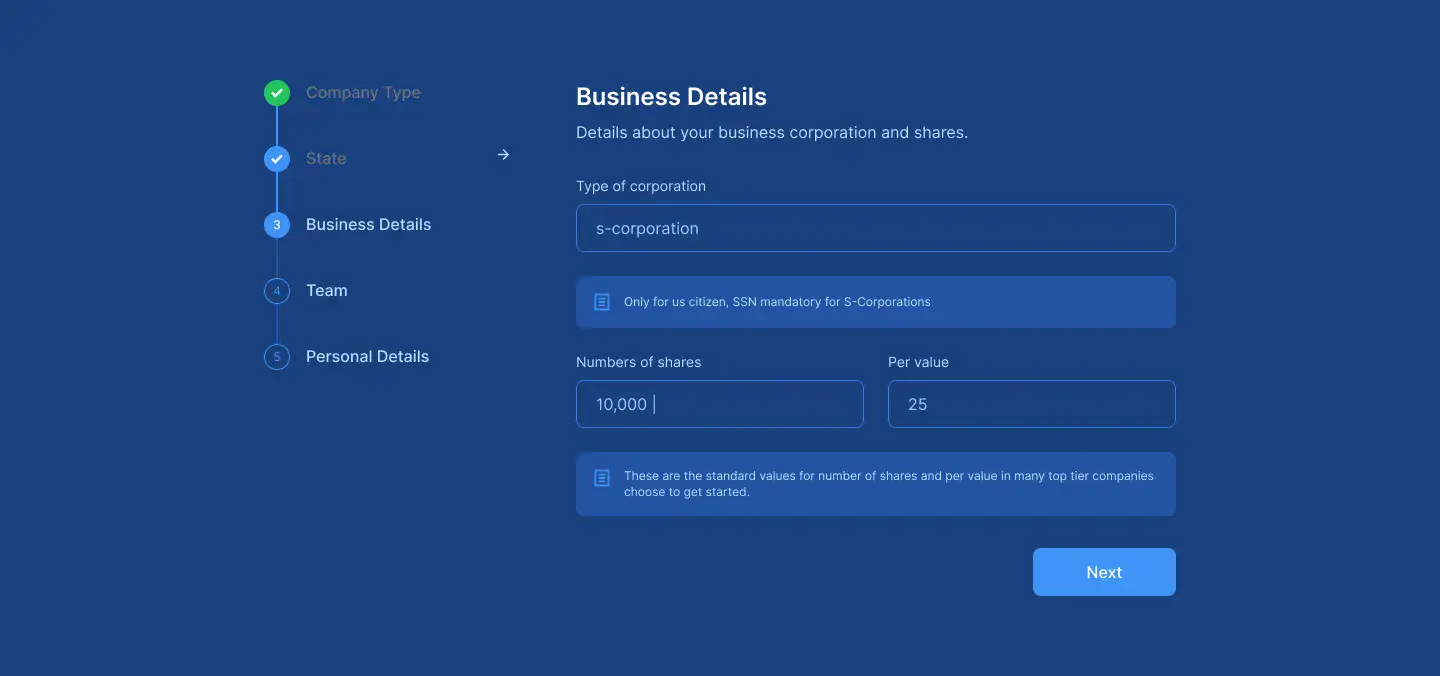 Company Type
State
3 Business Details
4 Team
5 Personal Details
Business Details
Details about your business corporation and shares.
Type of corporation
s-corporation
Only for us citizen, SSN mandatory for S-Corporations
Numbers of shares
10,000
Per value
25
These are the standard values for number of shares and per value in many top tier companies
choose to get started.
Next